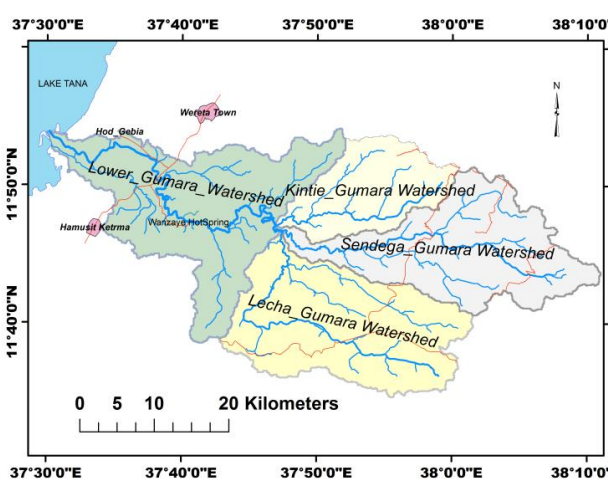 37°30'0"E 37°40'0"E 37°50'0"E 38°0'0"E 38°10'0
LAKE TANA
N
Wereta Town
Hod_Gebia
11°50'0"N
Lower_Gumara_Watershed
Kintie_Gumara Watershed
Hamusit Ketrma
Wanzaye HotSpring
Sendega_Gumara Watershed
11°40'0"N
Lecha_Gumara Watershed
0 5 10 20 Kilometers
37°30'0"E 37°40'0"E 37°50'0"E 38°0'0"E 38°10'0